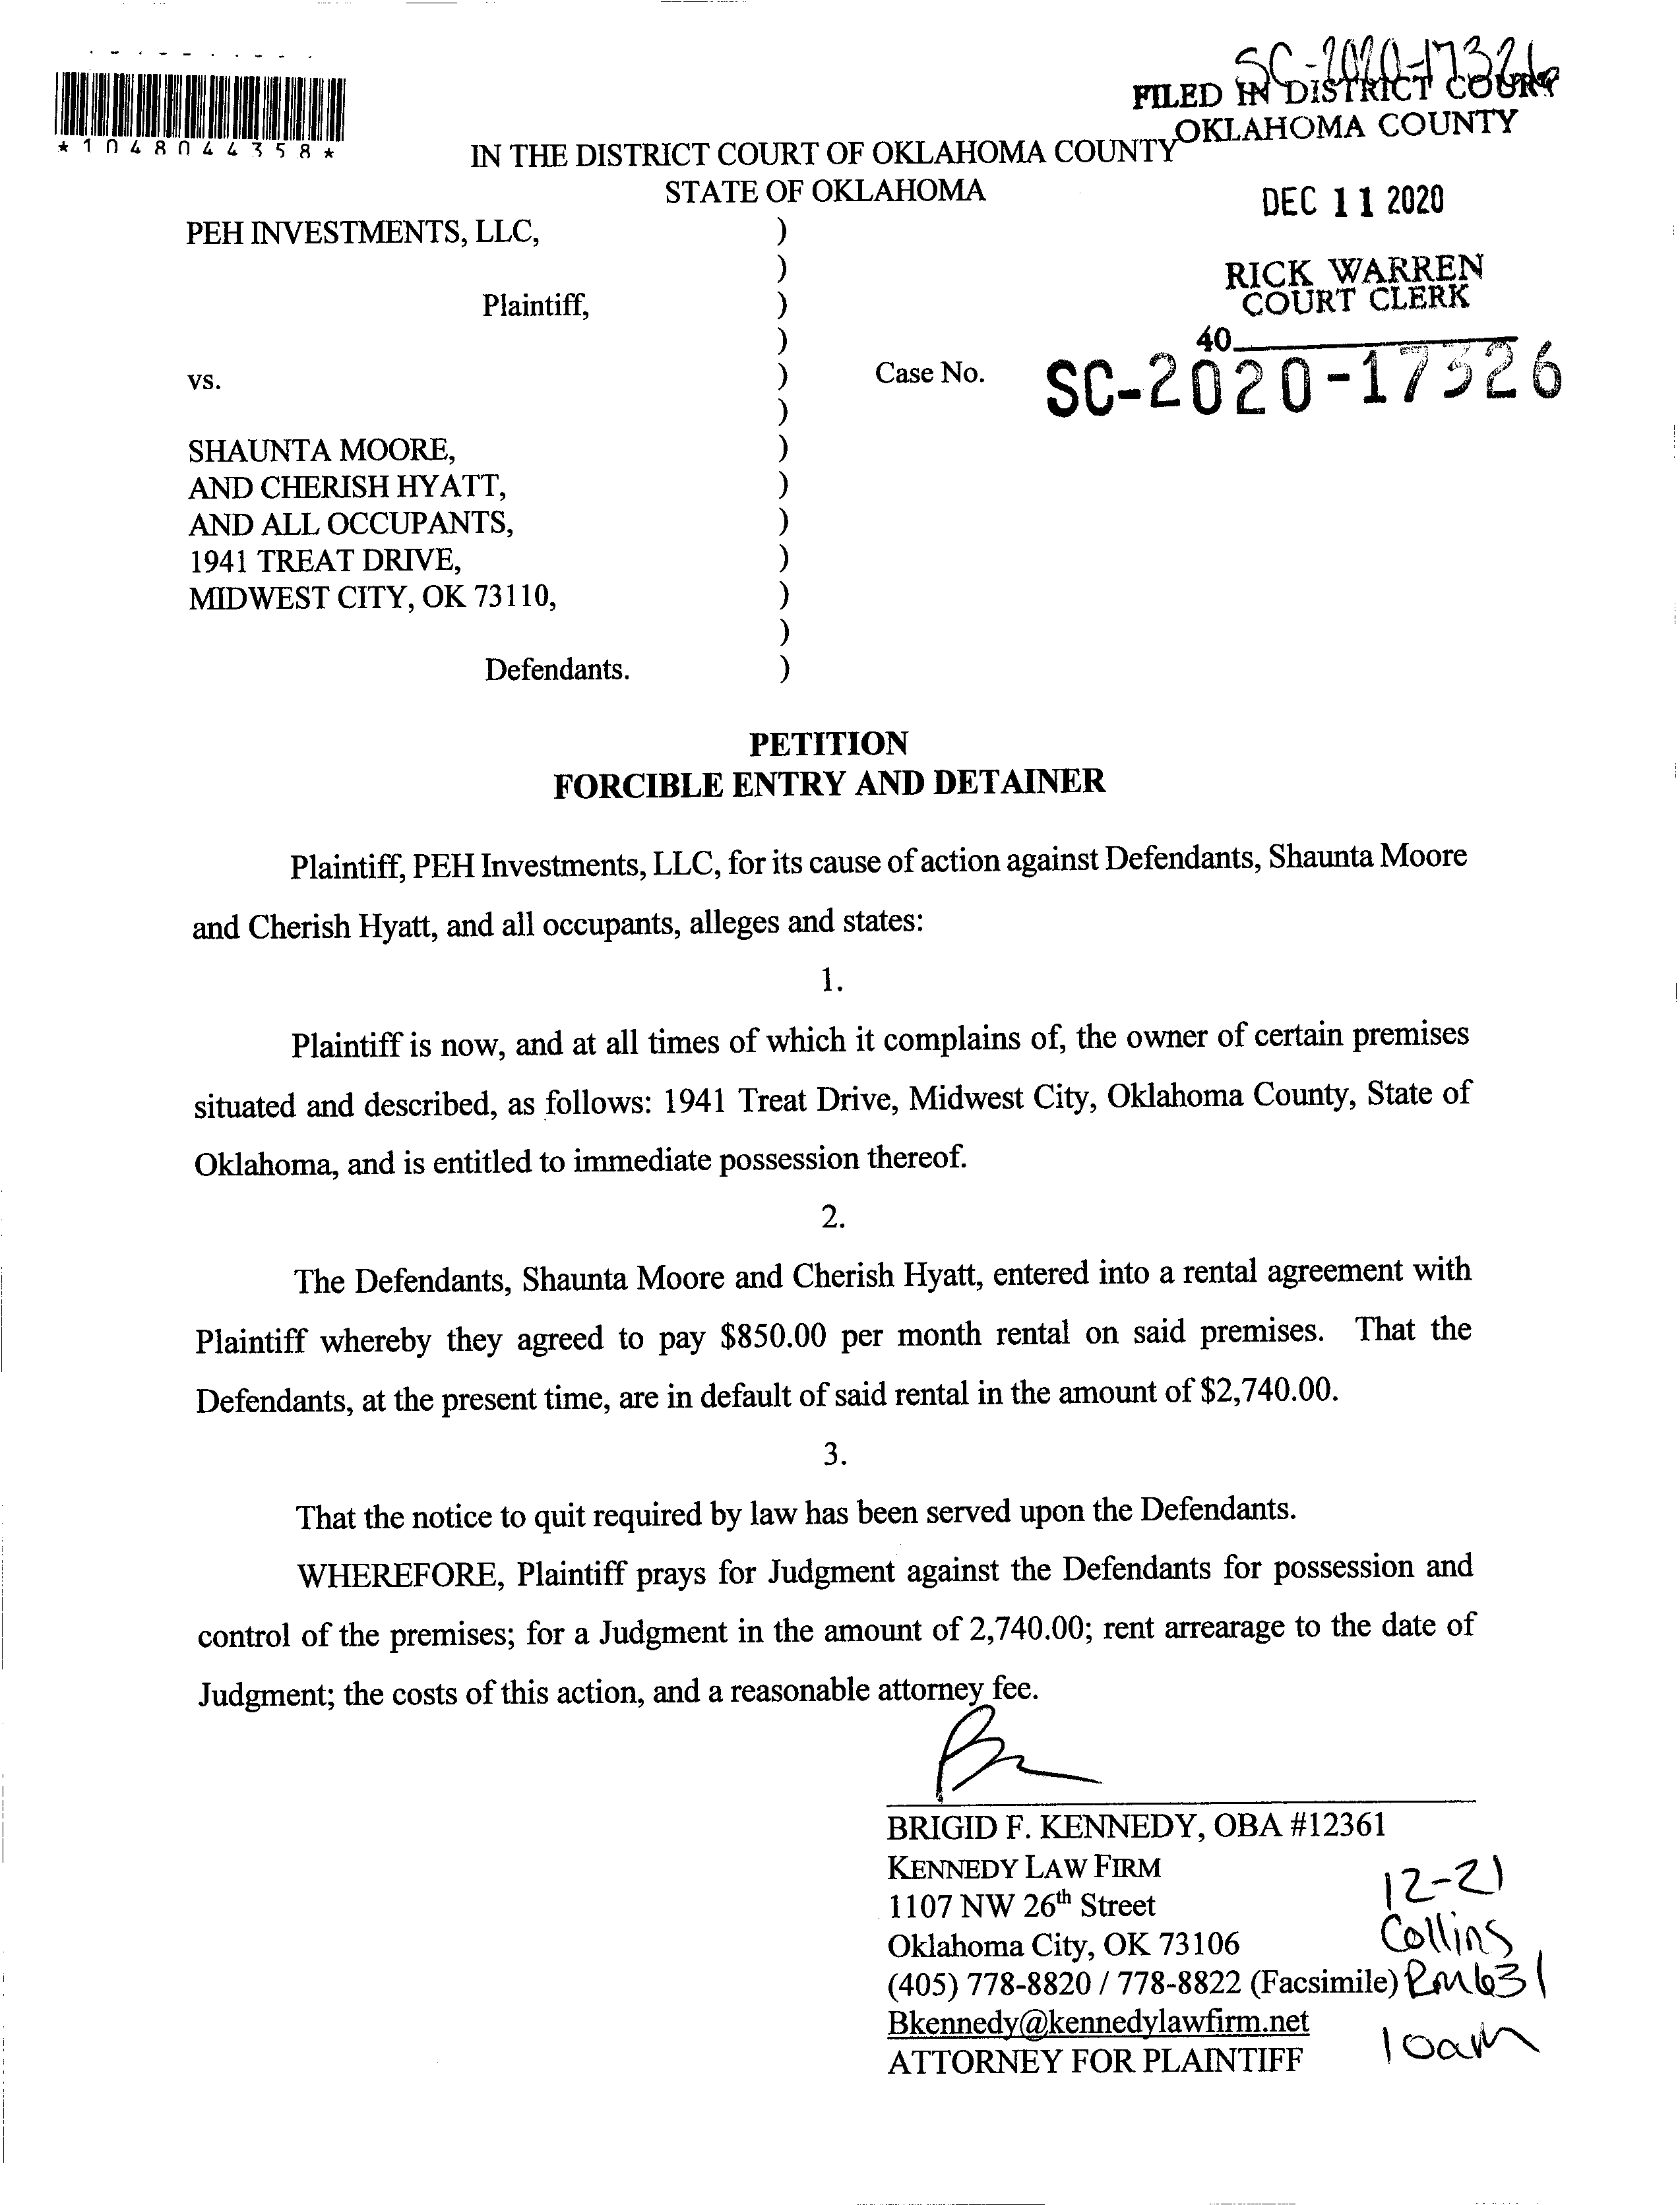 SC-2020-17326
FILED IN DISTRICT COURT
OKLAHOMA COUNTY
*1048044358*
IN THE DISTRICT COURT OF OKLAHOMA COUNTY
STATE OF OKLAHOMA
DEC 11 2020
PEH INVESTMENTS, LLC, )
)
RICK WARREN
COURT CLERK
Plaintiff, )
)
40
vs. ) Case No. SC-2020-17326
)
SHAUNTA MOORE, )
AND CHERISH HYATT, )
AND ALL OCCUPANTS, )
1941 TREAT DRIVE, )
MIDWEST CITY, OK 73110, )
)
Defendants. )
PETITION
FORCIBLE ENTRY AND DETAINER
Plaintiff, PEH Investments, LLC, for its cause of action against Defendants, Shaunta Moore
and Cherish Hyatt, and all occupants, alleges and states:
1.
Plaintiff is now, and at all times of which it complains of, the owner of certain premises
situated and described, as follows: 1941 Treat Drive, Midwest City, Oklahoma County, State of
Oklahoma, and is entitled to immediate possession thereof.
2.
The Defendants, Shaunta Moore and Cherish Hyatt, entered into a rental agreement with
Plaintiff whereby they agreed to pay $850.00 per month rental on said premises. That the
Defendants, at the present time, are in default of said rental in the amount of $2,740.00.
3.
That the notice to quit required by law has been served upon the Defendants.
WHEREFORE, Plaintiff prays for Judgment against the Defendants for possession and
control of the premises; for a Judgment in the amount of 2,740.00; rent arrearage to the date of
Judgment; the costs of this action, and a reasonable attorney fee.
BRIGID F. KENNEDY, OBA #12361
KENNEDY LAW FIRM
12-21
1107 NW 26th Street
Collins
Oklahoma City, OK 73106
(405) 778-8820 / 778-8822 (Facsimile) Rm 631
Bkennedy@kennedylawfirm.net
10am
ATTORNEY FOR PLAINTIFF